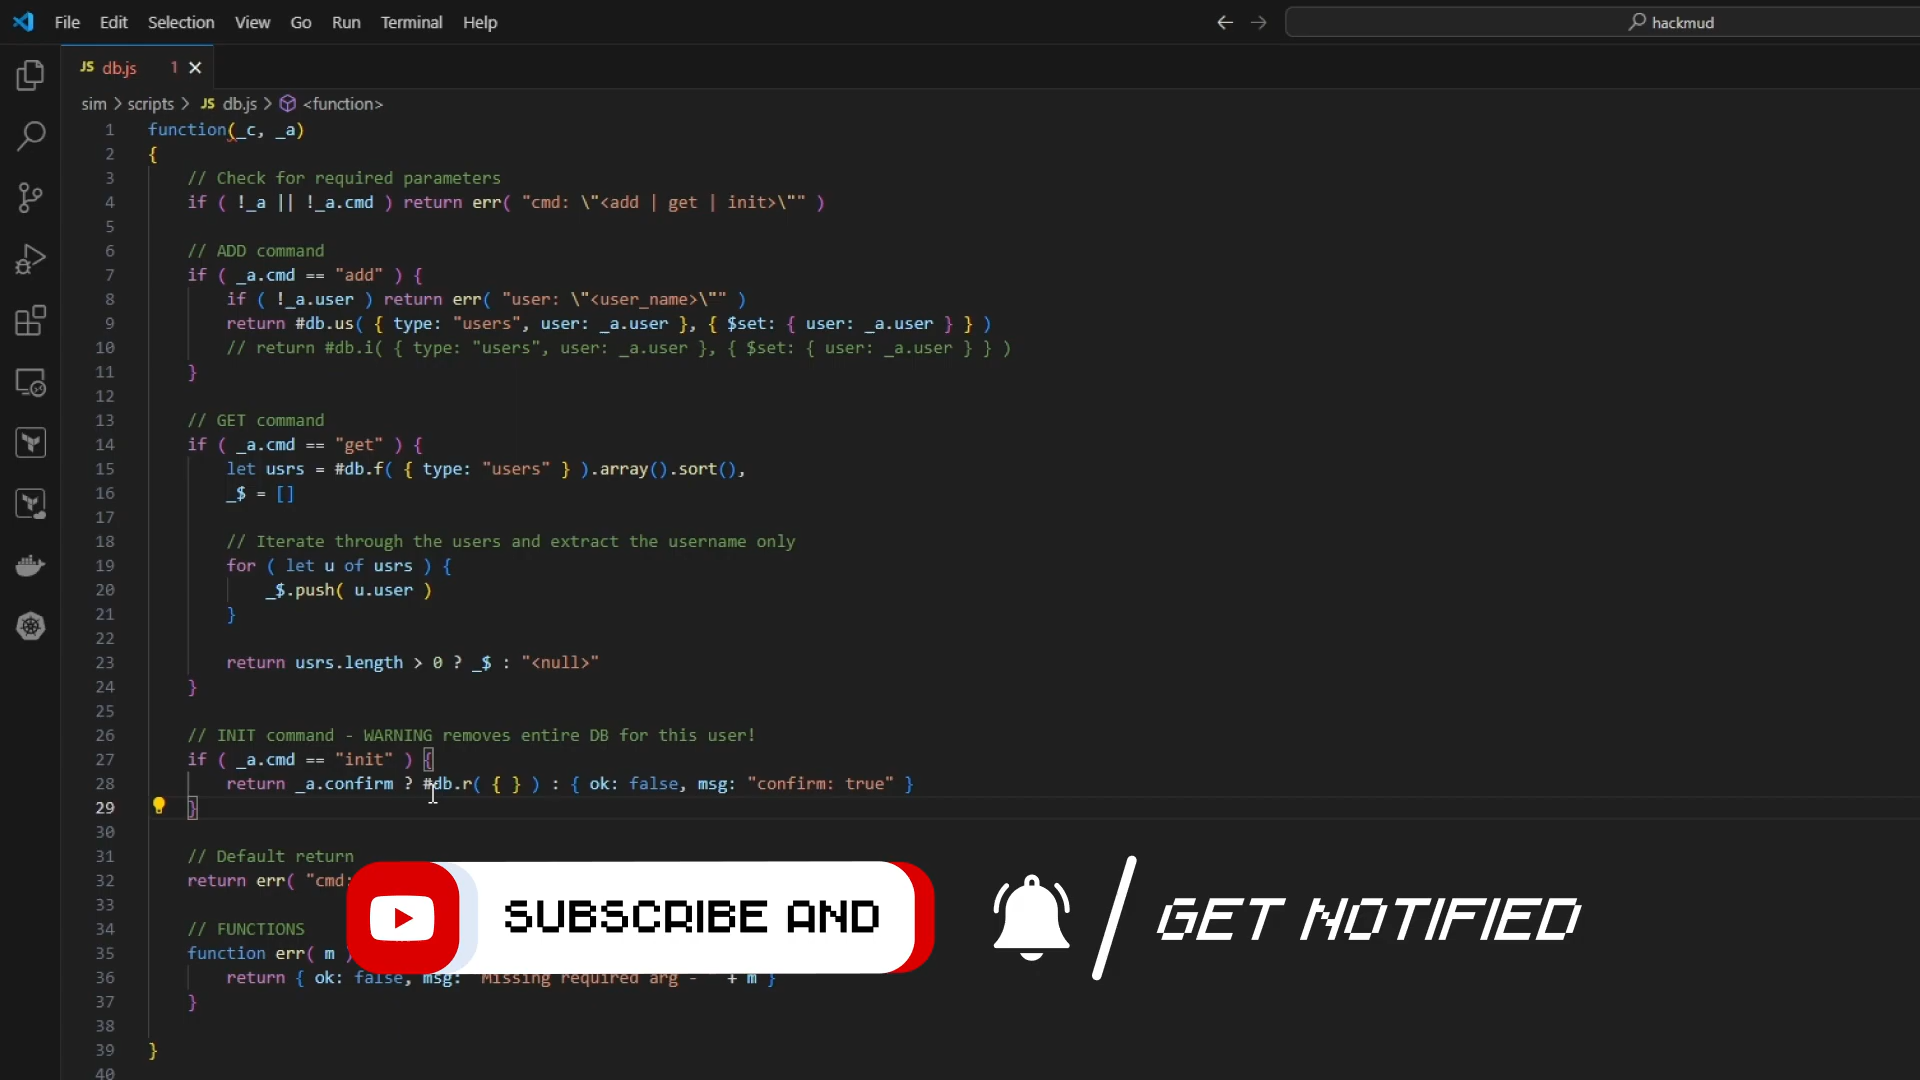 File Edit Selection View Go Run Terminal Help
hackmud
JS db.js 1
sim > scripts > JS db.js > <function>
1 function(_c, _a)
2 {
3 // Check for required parameters
4 if ( !_a || !_a.cmd ) return err( "cmd: \"<add | get | init>\"" )
5
6 // ADD command
7 if ( _a.cmd == "add" ) {
8 if ( !_a.user ) return err( "user: \"<user_name>\"" )
9 return #db.us( { type: "users", user: _a.user }, { $set: { user: _a.user } } )
10 // return #db.i( { type: "users", user: _a.user }, { $set: { user: _a.user } } )
11 }
12
13 // GET command
14 if ( _a.cmd == "get" ) {
15 let usrs = #db.f( { type: "users" } ).array().sort(),
16 _$ = []
17
18 // Iterate through the users and extract the username only
19 for ( let u of usrs ) {
20 _$.push( u.user )
21 }
22
23 return usrs.length > 0 ? _$ : "<null>"
24 }
25
26 // INIT command - WARNING removes entire DB for this user!
27 if ( _a.cmd == "init" ) {
28 return _a.confirm ? #db.r( { } ) : { ok: false, msg: "confirm: true" }
29 }
30
31 // Default return
32 return err( "cmd:
33
34 // FUNCTIONS
35 function err( m )
36 return { ok: false, msg: "Missing required arg - " + m }
37 }
38
39 }
40
SUBSCRIBE AND
GET NOTIFIED